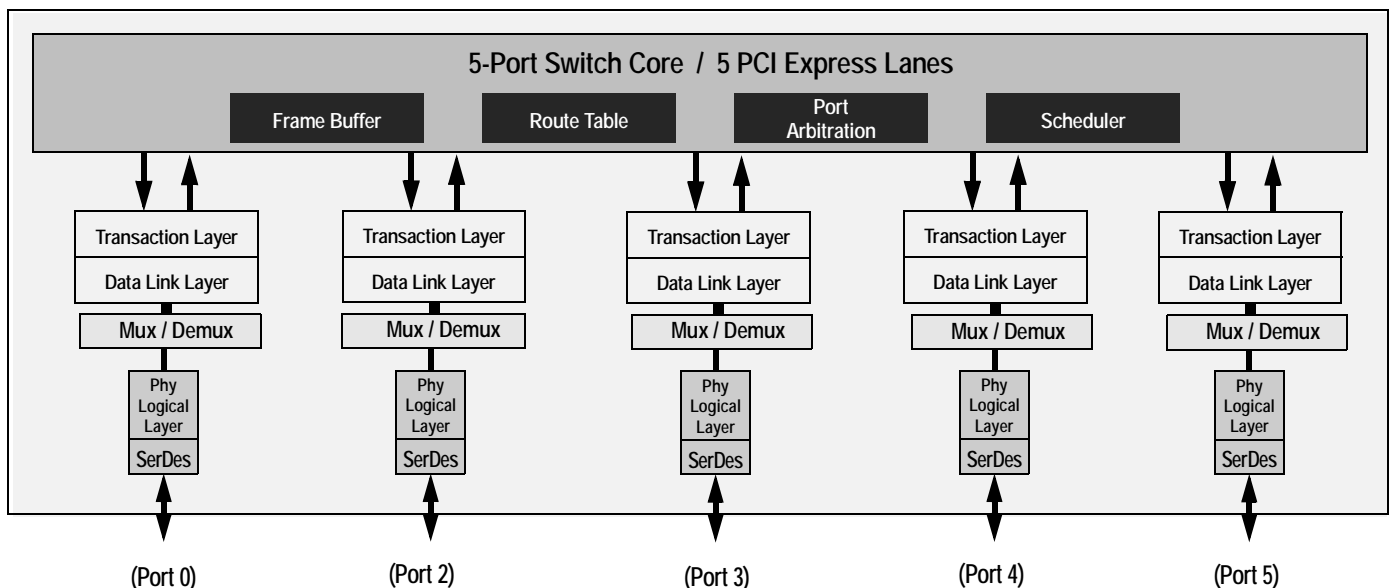 5-Port Switch Core / 5 PCI Express Lanes
Frame Buffer
Route Table
Port
Arbitration
Scheduler
Transaction Layer
Transaction Layer
Transaction Layer
Transaction Layer
Transaction Layer
Data Link Layer
Data Link Layer
Data Link Layer
Data Link Layer
Data Link Layer
Mux / Demux
Mux / Demux
Mux / Demux
Mux / Demux
Mux / Demux
Phy
Logical
Layer
Phy
Logical
Layer
Phy
Logical
Layer
Phy
Logical
Layer
Phy
Logical
Layer
SerDes
SerDes
SerDes
SerDes
SerDes
(Port 0)
(Port 2)
(Port 3)
(Port 4)
(Port 5)